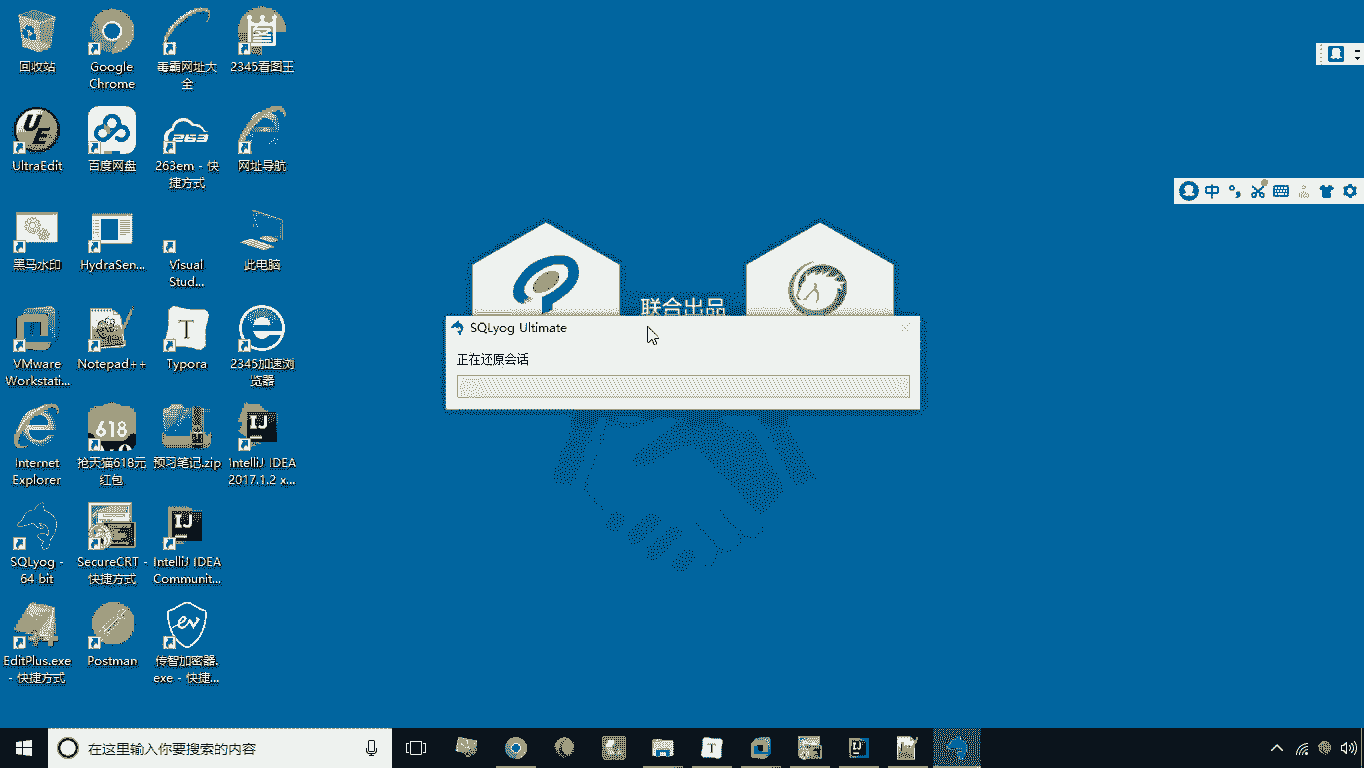 回收站
Google
Chrome
毒霸网址大
全
2345看图王
UltraEdit
百度网盘
263
263em - 快
捷方式
网址导航
黑马水印
HydraSen...
Visual
Stud...
此电脑
VMware
Workstati...
Notepad++
T
Typora
2345加速浏
览器
Internet
Explorer
618
抢天猫618元
红包
预习笔记.zip
IJ
IntelliJ IDEA
2017.1.2 x...
SQLyog -
64 bit
SecureCRT -
快捷方式
IJ
IntelliJ IDEA
Communit...
EditPlus.exe
- 快捷方式
Postman
ev
传智加密器.
exe - 快捷...
中
联合出品
SQLyog Ultimate
正在还原会话
在这里输入你要搜索的内容
T
IJ